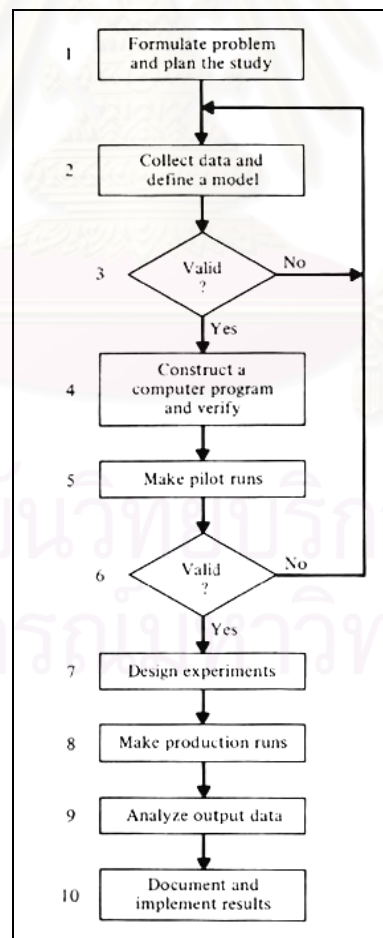 1
Formulate problem
and plan the study
2
Collect data and
define a model
3
Valid
?
No
Yes
4
Construct a
computer program
and verify
5
Make pilot runs
6
Valid
?
No
Yes
7
Design experiments
8
Make production runs
9
Analyze output data
10
Document and
implement results